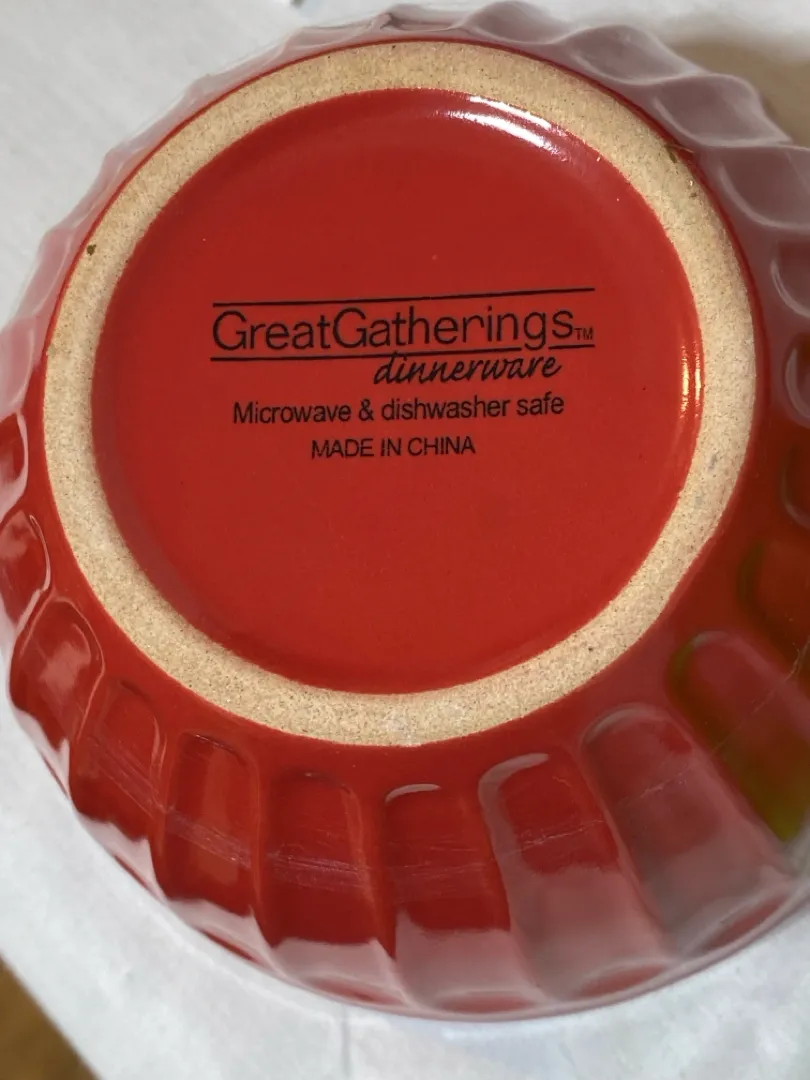 GreatGatherings™
dinnerware
Microwave & dishwasher safe
MADE IN CHINA